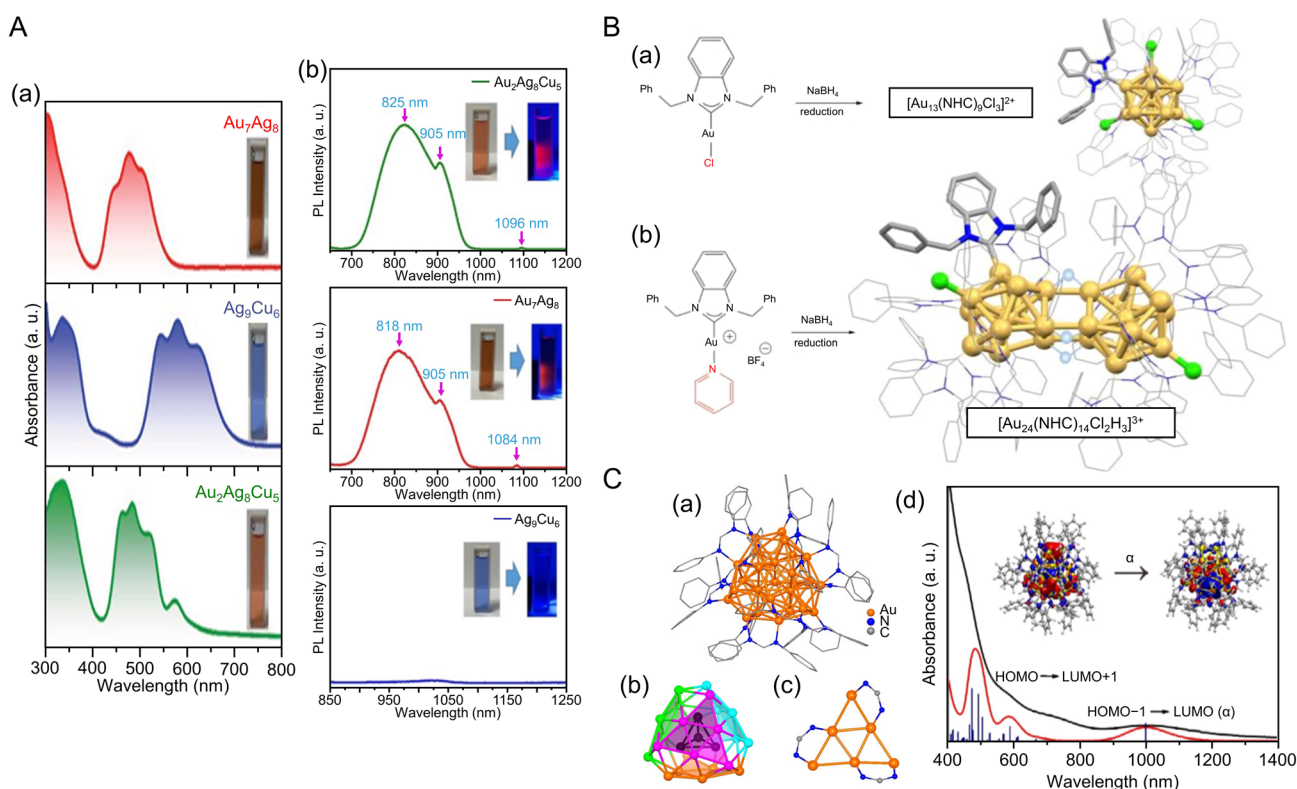 A
(a)
Au₇Ag₈
Ag₉Cu₆
Au₂Ag₈Cu₅
Absorbance (a. u.)
300 400 500 600 700 800
Wavelength (nm)
(b)
Au₂Ag₈Cu₅
825 nm
905 nm
1096 nm
PL Intensity (a. u.)
700 800 900 1000 1100 1200
Wavelength (nm)
Au₇Ag₈
818 nm
905 nm
1084 nm
PL Intensity (a. u.)
700 800 900 1000 1100 1200
Wavelength (nm)
Ag₉Cu₆
PL Intensity (a. u.)
850 950 1050 1150 1250
Wavelength (nm)
B
(a)
Ph N N Ph
Au
Cl
NaBH₄
reduction
[Au₁₃(NHC)₉Cl₃]²⁺
(b)
Ph N N Ph
Au
+
N
BF₄
−
NaBH₄
reduction
[Au₂₄(NHC)₁₄Cl₂H₃]³⁺
C
(a)
Au
N
C
(b)
(c)
(d)
α
HOMO → LUMO+1
HOMO−1 → LUMO (α)
Absorbance (a. u.)
400 600 800 1000 1200 1400
Wavelength (nm)